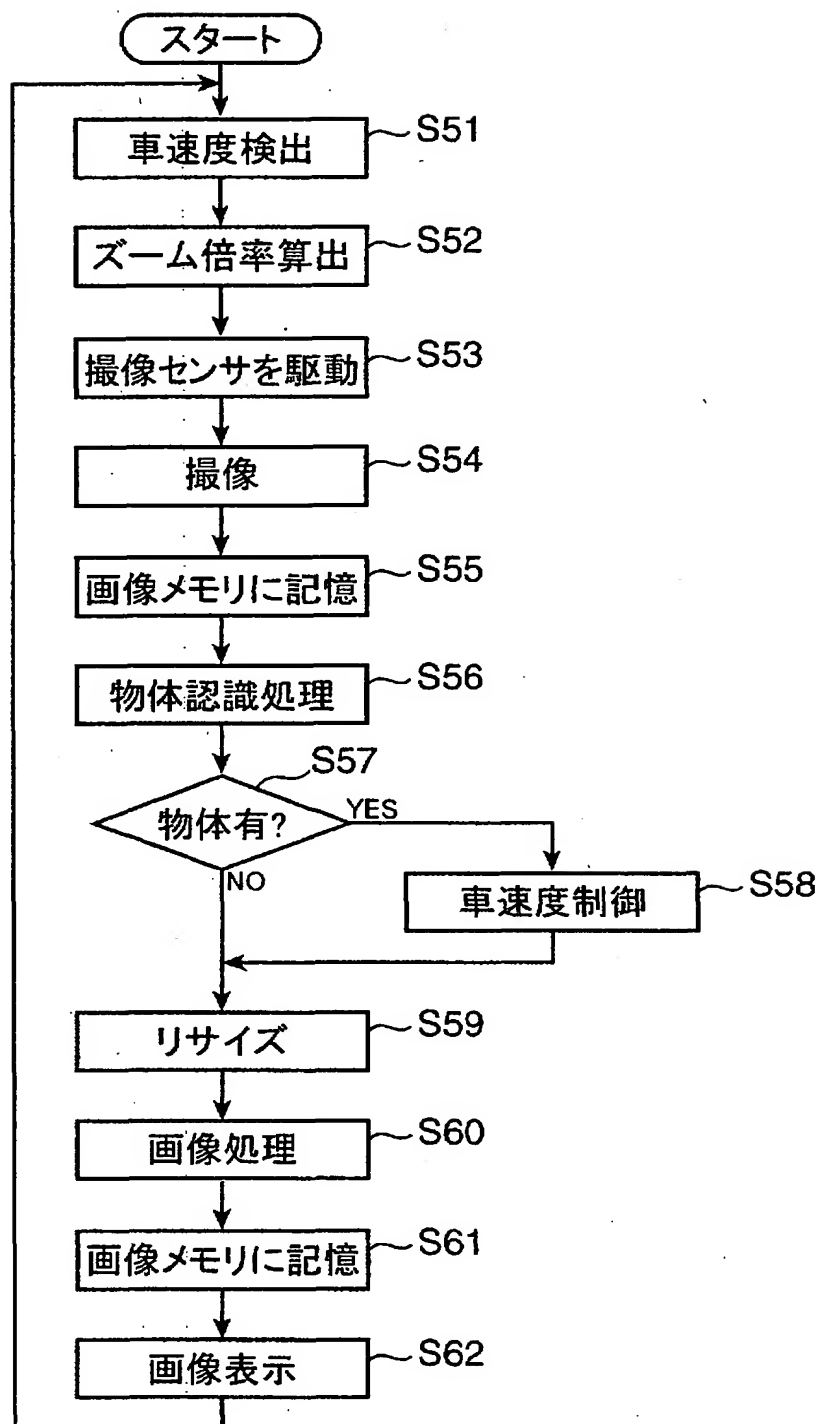 スタート
車速度検出 S51
ズーム倍率算出 S52
撮像センサを駆動 S53
撮像 S54
画像メモリに記憶 S55
物体認識処理 S56
S57
物体有? YES
NO
車速度制御 S58
リサイズ S59
画像処理 S60
画像メモリに記憶 S61
画像表示 S62